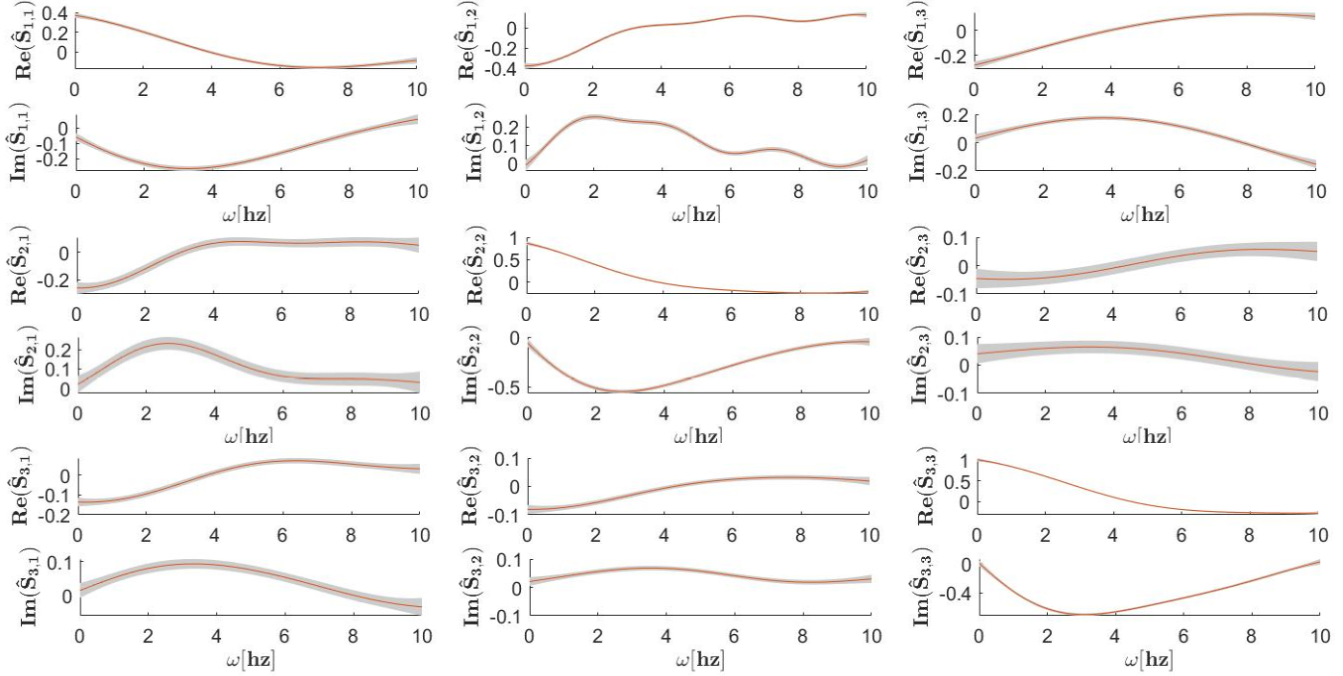 Re(Ŝ1,1)
0.4
0.2
0
0 2 4 6 8 10
Re(Ŝ1,2)
0
-0.4
0 2 4 6 8 10
Re(Ŝ1,3)
0
-0.2
0 2 4 6 8 10
Im(Ŝ1,1)
0
-0.1
-0.2
0 2 4 6 8 10
ω[hz]
Im(Ŝ1,2)
0.2
0.1
0
0 2 4 6 8 10
ω[hz]
Im(Ŝ1,3)
0.2
0
-0.2
0 2 4 6 8 10
ω[hz]
Re(Ŝ2,1)
0
-0.2
0 2 4 6 8 10
Re(Ŝ2,2)
1
0.5
0
0 2 4 6 8 10
Re(Ŝ2,3)
0.1
0
-0.1
0 2 4 6 8 10
Im(Ŝ2,1)
0.2
0.1
0
0 2 4 6 8 10
ω[hz]
Im(Ŝ2,2)
0
-0.5
0 2 4 6 8 10
ω[hz]
Im(Ŝ2,3)
0.1
0
-0.1
0 2 4 6 8 10
ω[hz]
Re(Ŝ3,1)
0
-0.1
-0.2
0 2 4 6 8 10
Re(Ŝ3,2)
0.1
0
-0.1
0 2 4 6 8 10
Re(Ŝ3,3)
1
0.5
0
0 2 4 6 8 10
Im(Ŝ3,1)
0.1
0
0 2 4 6 8 10
ω[hz]
Im(Ŝ3,2)
0.1
0
-0.1
0 2 4 6 8 10
ω[hz]
Im(Ŝ3,3)
0
-0.4
0 2 4 6 8 10
ω[hz]